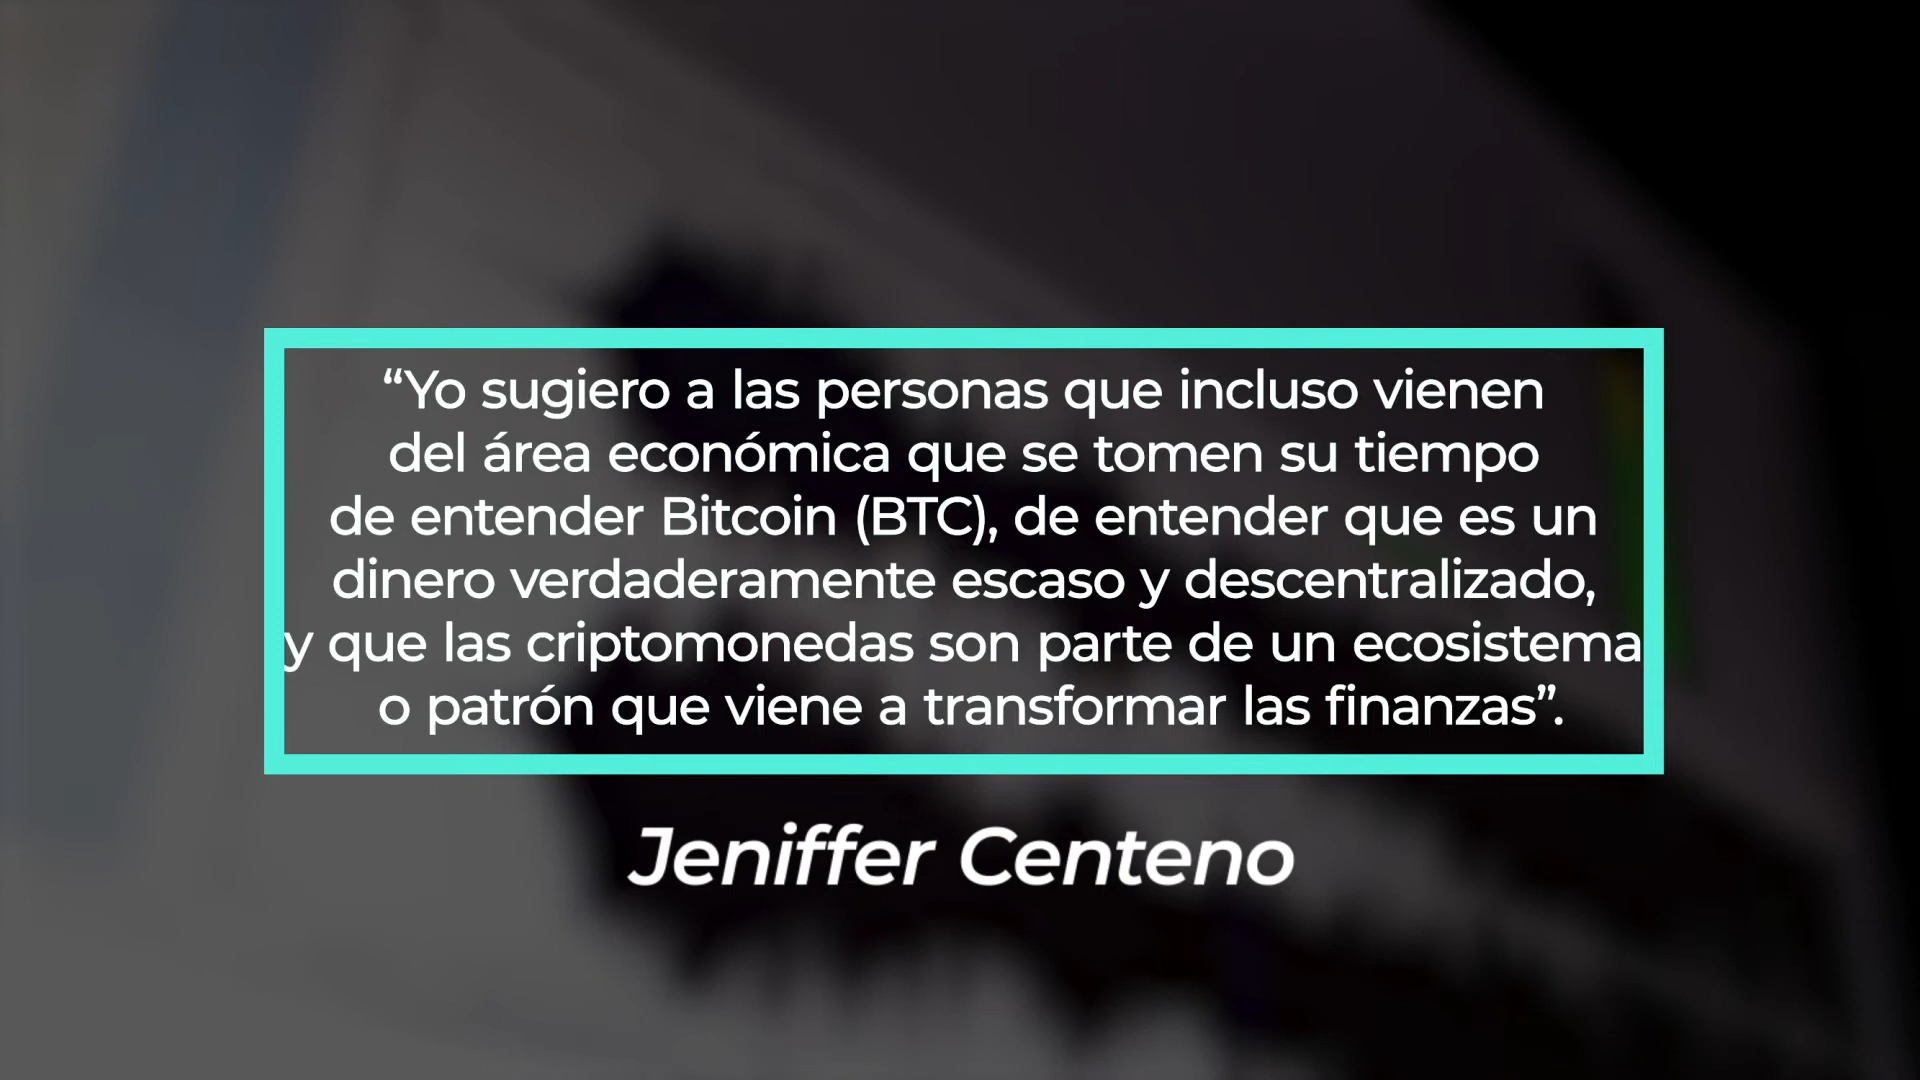 “Yo sugiero a las personas que incluso vienen
del área económica que se tomen su tiempo
de entender Bitcoin (BTC), de entender que es un
dinero verdaderamente escaso y descentralizado,
y que las criptomonedas son parte de un ecosistema
o patrón que viene a transformar las finanzas”.
Jeniffer Centeno